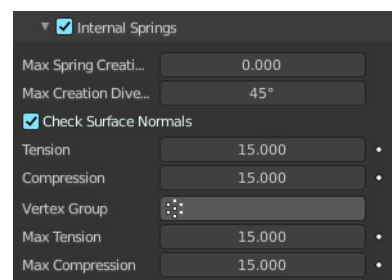 Internal Springs
Max Spring Creati... 0.000
Max Creation Dive... 45°
Check Surface Normals
Tension 15.000
Compression 15.000
Vertex Group
Max Tension 15.000
Max Compression 15.000